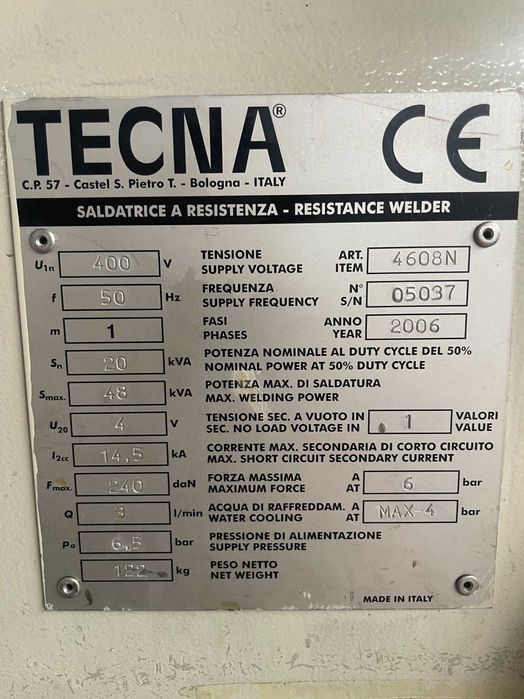 TECNA® CE
C.P. 57 - Castel S. Pietro T. - Bologna - ITALY
SALDATRICE A RESISTENZA - RESISTANCE WELDER
U1n 400 V TENSIONE SUPPLY VOLTAGE ART. ITEM 4608N
f 50 Hz FREQUENZA SUPPLY FREQUENCY N° S/N 05037
m 1 FASI PHASES ANNO YEAR 2006
Sn 20 kVA POTENZA NOMINALE AL DUTY CYCLE DEL 50%
NOMINAL POWER AT 50% DUTY CYCLE
Smax. 48 kVA POTENZA MAX. DI SALDATURA
MAX. WELDING POWER
U20 4 V TENSIONE SEC. A VUOTO IN SEC. NO LOAD VOLTAGE IN 1 VALORI VALUE
I2cc 14,5 kA CORRENTE MAX. SECONDARIA DI CORTO CIRCUITO
MAX. SHORT CIRCUIT SECONDARY CURRENT
Fmax. 240 daN FORZA MASSIMA MAXIMUM FORCE A AT 6 bar
Q 3 l/min ACQUA DI RAFFREDDAM. WATER COOLING A AT MAX 4 bar
Pa 6,5 bar PRESSIONE DI ALIMENTAZIONE
SUPPLY PRESSURE
122 kg PESO NETTO
NET WEIGHT
MADE IN ITALY